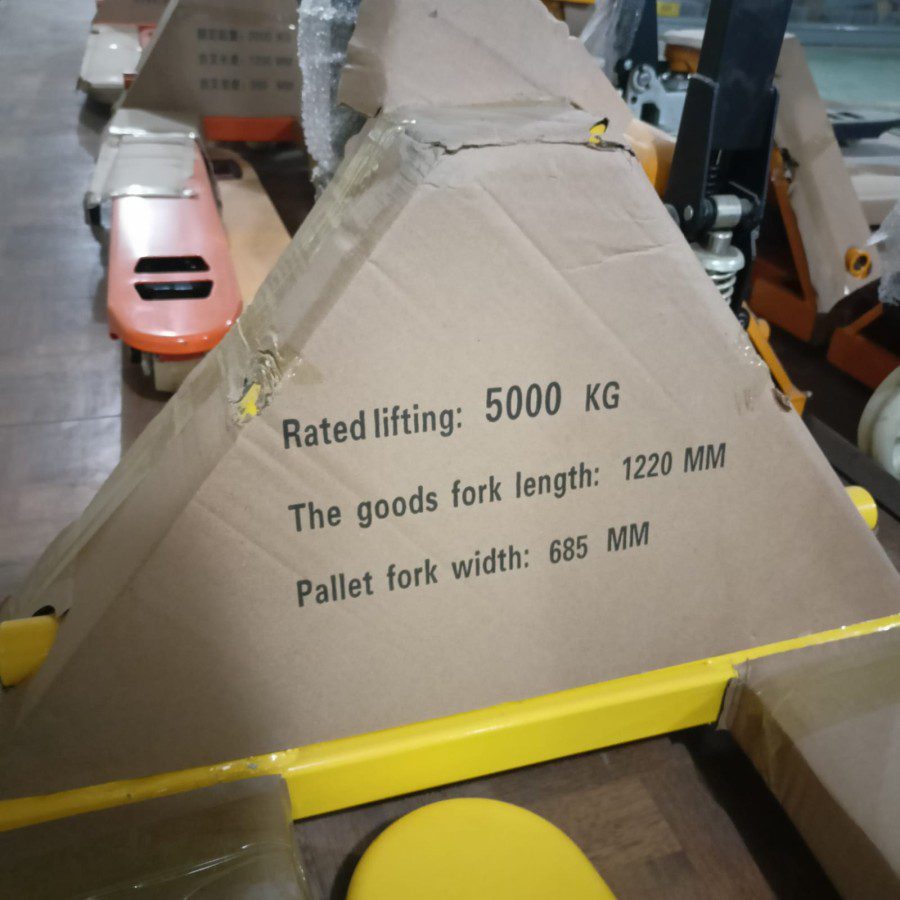 Rated lifting: 5000 KG
The goods fork length: 1220 MM
Pallet fork width: 685 MM